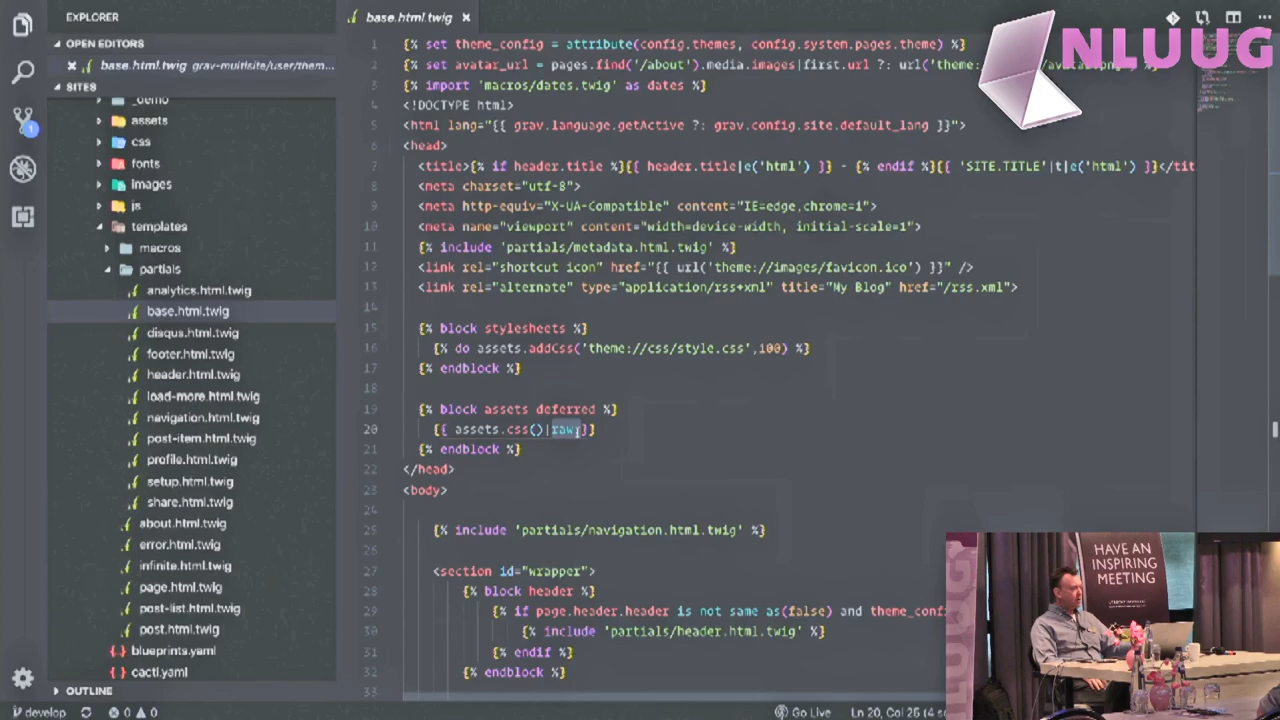 EXPLORER
OPEN EDITORS
base.html.twig grav-multisite/user/them...
SITES
_demo
assets
css
fonts
images
js
templates
macros
partials
analytics.html.twig
base.html.twig
disqus.html.twig
footer.html.twig
header.html.twig
load-more.html.twig
navigation.html.twig
post-item.html.twig
profile.html.twig
setup.html.twig
share.html.twig
about.html.twig
error.html.twig
infinite.html.twig
page.html.twig
post-list.html.twig
post.html.twig
blueprints.yaml
cacti.yaml
OUTLINE
develop
0 0
base.html.twig
1 {% set theme_config = attribute(config.themes, config.system.pages.theme) %}
2 {% set avatar_url = pages.find('/about').media.images|first.url ?: url('theme:
3 {% import 'macros/dates.twig' as dates %}
4 <!DOCTYPE html>
5 <html lang="{{ grav.language.getActive ?: grav.config.site.default_lang }}">
6 <head>
7 <title>{% if header.title %}{{ header.title|e('html') }} - {% endif %}{{ 'SITE.TITLE'|t|e('html') }}</tit
8 <meta charset="utf-8">
9 <meta http-equiv="X-UA-Compatible" content="IE=edge,chrome=1">
10 <meta name="viewport" content="width=device-width, initial-scale=1">
11 {% include 'partials/metadata.html.twig' %}
12 <link rel="shortcut icon" href="{{ url('theme://images/favicon.ico') }}" />
13 <link rel="alternate" type="application/rss+xml" title="My Blog" href="/rss.xml">
14
15 {% block stylesheets %}
16 {% do assets.addCss('theme://css/style.css',100) %}
17 {% endblock %}
18
19 {% block assets deferred %}
20 {{ assets.css()|raw}}
21 {% endblock %}
22 </head>
23 <body>
24
25 {% include 'partials/navigation.html.twig' %}
26
27 <section id="wrapper">
28 {% block header %}
29 {% if page.header.header is not same as(false) and theme_confi
30 {% include 'partials/header.html.twig' %}
31 {% endif %}
32 {% endblock %}
33
Go Live
Ln 20, Col 25 (4 s
NLUUG
HAVE AN
INSPIRING
MEETING